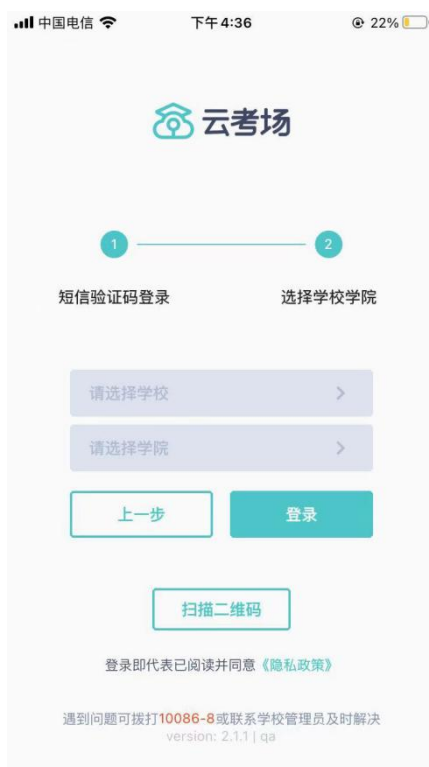 中国电信 下午4:36 22%
云考场
1 2
短信验证码登录 选择学校学院
请选择学校
请选择学院
上一步 登录
扫描二维码
登录即代表已阅读并同意《隐私政策》
遇到问题可拨打10086-8或联系学校管理员及时解决
version: 2.1.1 | qa